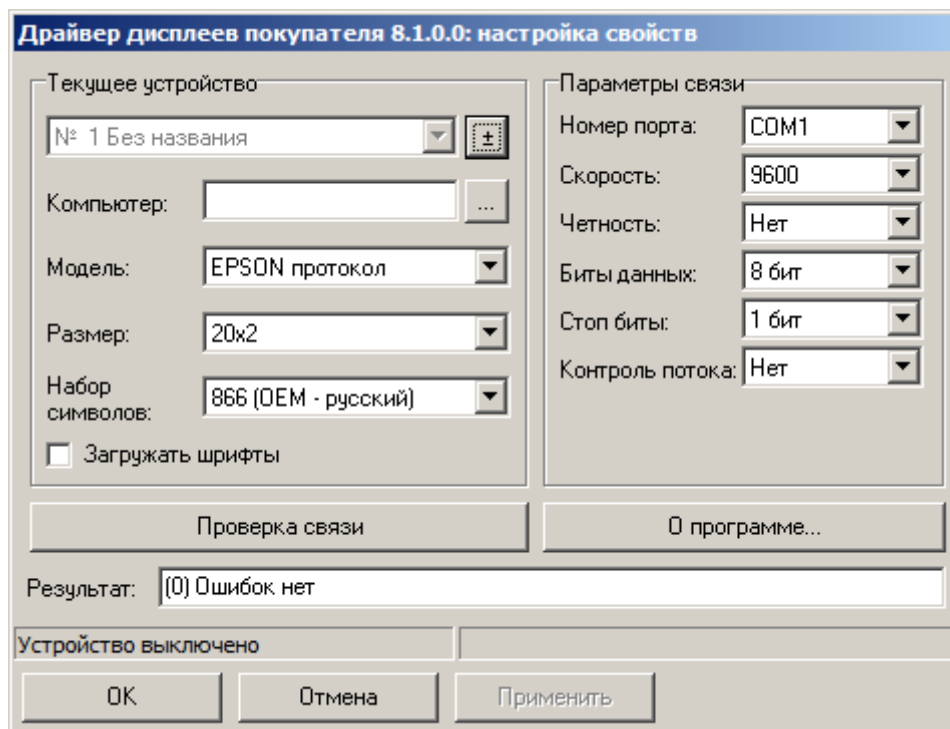 Драйвер дисплеев покупателя 8.1.0.0: настройка свойств
Текущее устройство
№ 1 Без названия
±
Компьютер:
...
Модель:
EPSON протокол
Размер:
20x2
Набор
символов:
866 (OEM - русский)
Загружать шрифты
Параметры связи
Номер порта:
COM1
Скорость:
9600
Четность:
Нет
Биты данных:
8 бит
Стоп биты:
1 бит
Контроль потока:
Нет
Проверка связи
О программе...
Результат:
(0) Ошибок нет
Устройство выключено
OK
Отмена
Применить